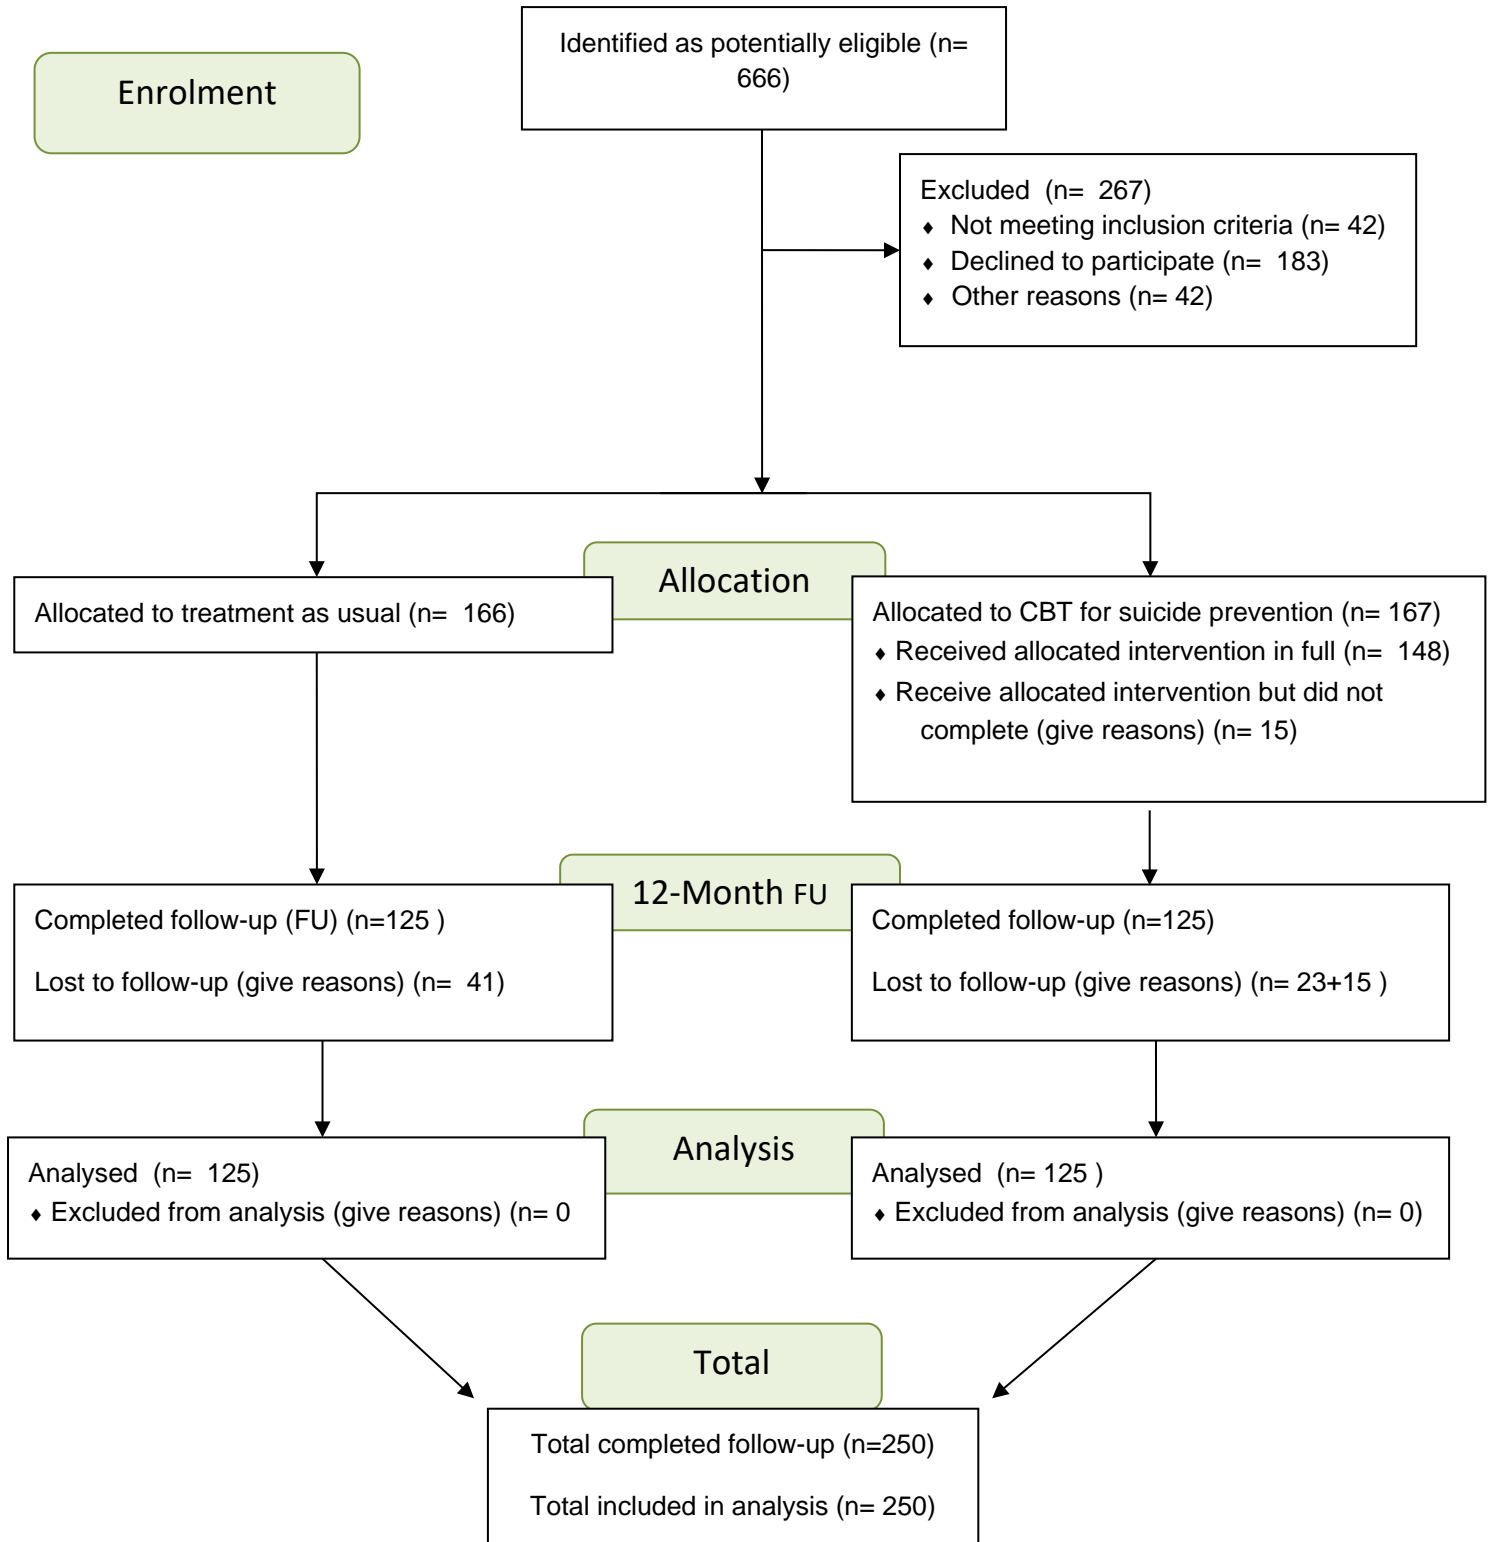 Identified as potentially eligible (n=
666)
Enrolment
Excluded  (n=  267)
♦ Not meeting inclusion criteria (n= 42)
♦ Declined to participate (n=  183)
♦ Other reasons (n= 42)
Allocation
Allocated to treatment as usual (n=  166)
Allocated to CBT for suicide prevention (n= 167)
♦ Received allocated intervention in full (n=  148)
♦ Receive allocated intervention but did not
complete (give reasons) (n= 15)
12-Month FU
Completed follow-up (FU) (n=125 )
Lost to follow-up (give reasons) (n=  41)
Completed follow-up (n=125)
Lost to follow-up (give reasons) (n= 23+15 )
Analysis
Analysed  (n=  125)
♦ Excluded from analysis (give reasons) (n= 0
Analysed  (n= 125 )
♦ Excluded from analysis (give reasons) (n= 0)
Total
Total completed follow-up (n=250)
Total included in analysis (n= 250)